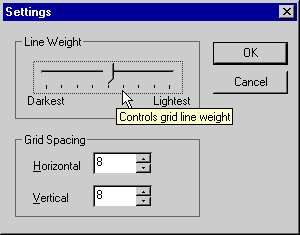 Settings
Line Weight
OK
Cancel
Darkest Lightest
Controls grid line weight
Grid Spacing
Horizontal 8
Vertical 8